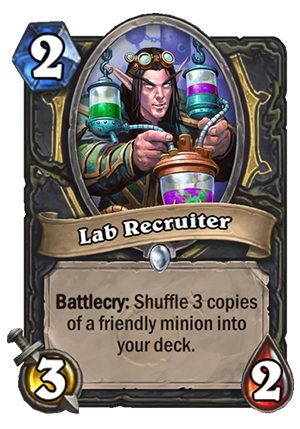 2
Lab Recruiter
Battlecry: Shuffle 3 copies
of a friendly minion into
your deck.
3
2